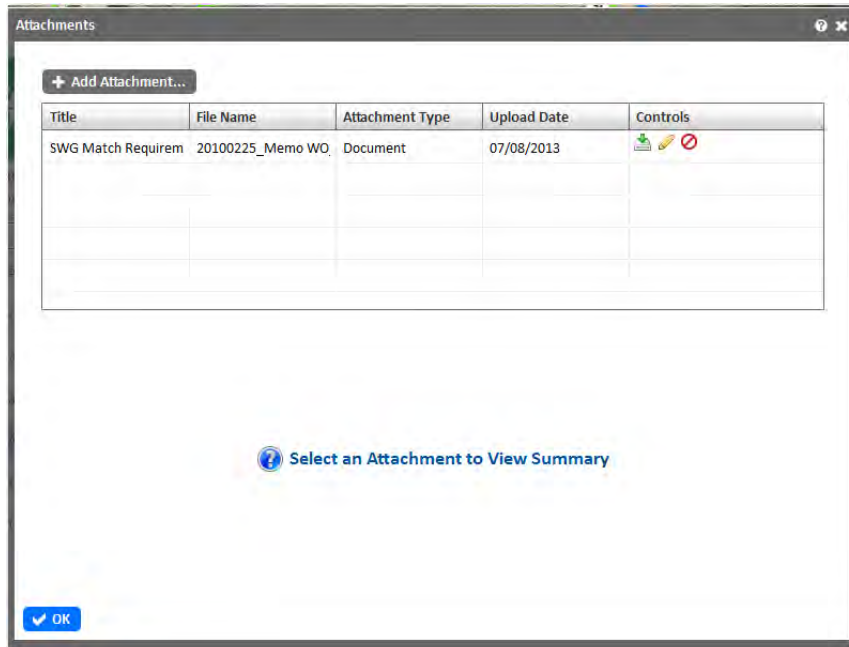 Attachments
+ Add Attachment...
Title File Name Attachment Type Upload Date Controls
SWG Match Requirem 20100225_Memo WO_ Document 07/08/2013
Select an Attachment to View Summary
OK